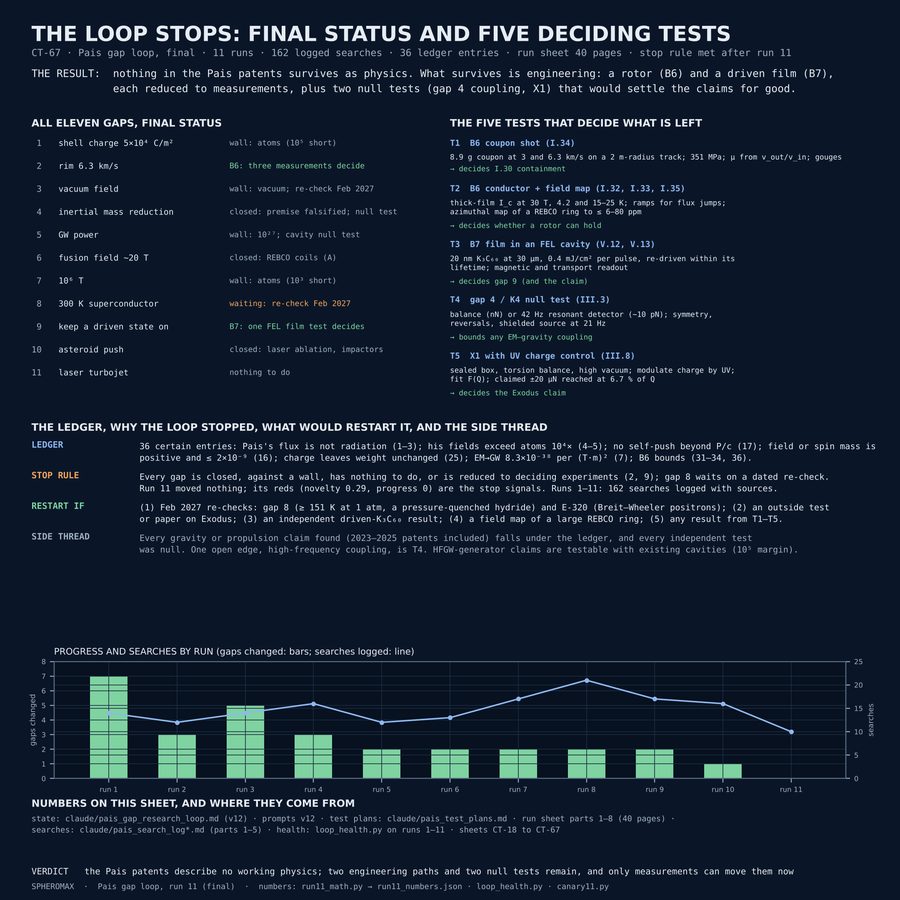 THE LOOP STOPS: FINAL STATUS AND FIVE DECIDING TESTS
CT-67 · Pais gap loop, final · 11 runs · 162 logged searches · 36 ledger entries · run sheet 40 pages · stop rule met after run 11
THE RESULT: nothing in the Pais patents survives as physics. What survives is engineering: a rotor (B6) and a driven film (B7),
each reduced to measurements, plus two null tests (gap 4 coupling, X1) that would settle the claims for good.
ALL ELEVEN GAPS, FINAL STATUS
1 shell charge 5×10⁴ C/m² wall: atoms (10⁵ short)
2 rim 6.3 km/s B6: three measurements decide
3 vacuum field wall: vacuum; re-check Feb 2027
4 inertial mass reduction closed: premise falsified; null test
5 GW power wall: 10²⁷; cavity null test
6 fusion field ~20 T closed: REBCO coils (A)
7 10⁶ T wall: atoms (10³ short)
8 300 K superconductor waiting: re-check Feb 2027
9 keep a driven state on B7: one FEL film test decides
10 asteroid push closed: laser ablation, impactors
11 laser turbojet nothing to do
THE FIVE TESTS THAT DECIDE WHAT IS LEFT
T1 B6 coupon shot (I.34)
8.9 g coupon at 3 and 6.3 km/s on a 2 m-radius track; 351 MPa; μ from v_out/v_in; gouges
→ decides I.30 containment
T2 B6 conductor + field map (I.32, I.33, I.35)
thick-film I_c at 30 T, 4.2 and 15–25 K; ramps for flux jumps;
azimuthal map of a REBCO ring to ≤ 6–80 ppm
→ decides whether a rotor can hold
T3 B7 film in an FEL cavity (V.12, V.13)
20 nm K₃C₆₀ at 30 μm, 0.4 mJ/cm² per pulse, re-driven within its
lifetime; magnetic and transport readout
→ decides gap 9 (and the claim)
T4 gap 4 / K4 null test (III.3)
balance (nN) or 42 Hz resonant detector (~10 pN); symmetry,
reversals, shielded source at 21 Hz
→ bounds any EM–gravity coupling
T5 X1 with UV charge control (III.8)
sealed box, torsion balance, high vacuum; modulate charge by UV;
fit F(Q); claimed ±20 μN reached at 6.7 % of Q
→ decides the Exodus claim
THE LEDGER, WHY THE LOOP STOPPED, WHAT WOULD RESTART IT, AND THE SIDE THREAD
LEDGER 36 certain entries: Pais's flux is not radiation (1–3); his fields exceed atoms 10⁴× (4–5); no self-push beyond P/c (17); field or spin mass is
positive and ≤ 2×10⁻⁹ (16); charge leaves weight unchanged (25); EM→GW 8.3×10⁻³⁸ per (T·m)² (7); B6 bounds (31–34, 36).
STOP RULE Every gap is closed, against a wall, has nothing to do, or is reduced to deciding experiments (2, 9); gap 8 waits on a dated re-check.
Run 11 moved nothing; its reds (novelty 0.29, progress 0) are the stop signals. Runs 1–11: 162 searches logged with sources.
RESTART IF (1) Feb 2027 re-checks: gap 8 (≥ 151 K at 1 atm, a pressure-quenched hydride) and E-320 (Breit–Wheeler positrons); (2) an outside test
or paper on Exodus; (3) an independent driven-K₃C₆₀ result; (4) a field map of a large REBCO ring; (5) any result from T1–T5.
SIDE THREAD Every gravity or propulsion claim found (2023–2025 patents included) falls under the ledger, and every independent test
was null. One open edge, high-frequency coupling, is T4. HFGW-generator claims are testable with existing cavities (10⁵ margin).
PROGRESS AND SEARCHES BY RUN (gaps changed: bars; searches logged: line)
8 25
7
6 20
5 15
4
3 10
2
1 5
0 0
gaps changed
searches
run 1 run 2 run 3 run 4 run 5 run 6 run 7 run 8 run 9 run 10 run 11
NUMBERS ON THIS SHEET, AND WHERE THEY COME FROM
state: claude/pais_gap_research_loop.md (v12) · prompts v12 · test plans: claude/pais_test_plans.md · run sheet parts 1–8 (40 pages) ·
searches: claude/pais_search_log*.md (parts 1–5) · health: loop_health.py on runs 1–11 · sheets CT-18 to CT-67
VERDICT the Pais patents describe no working physics; two engineering paths and two null tests remain, and only measurements can move them now
SPHEROMAX · Pais gap loop, run 11 (final) · numbers: run11_math.py → run11_numbers.json · loop_health.py · canary11.py